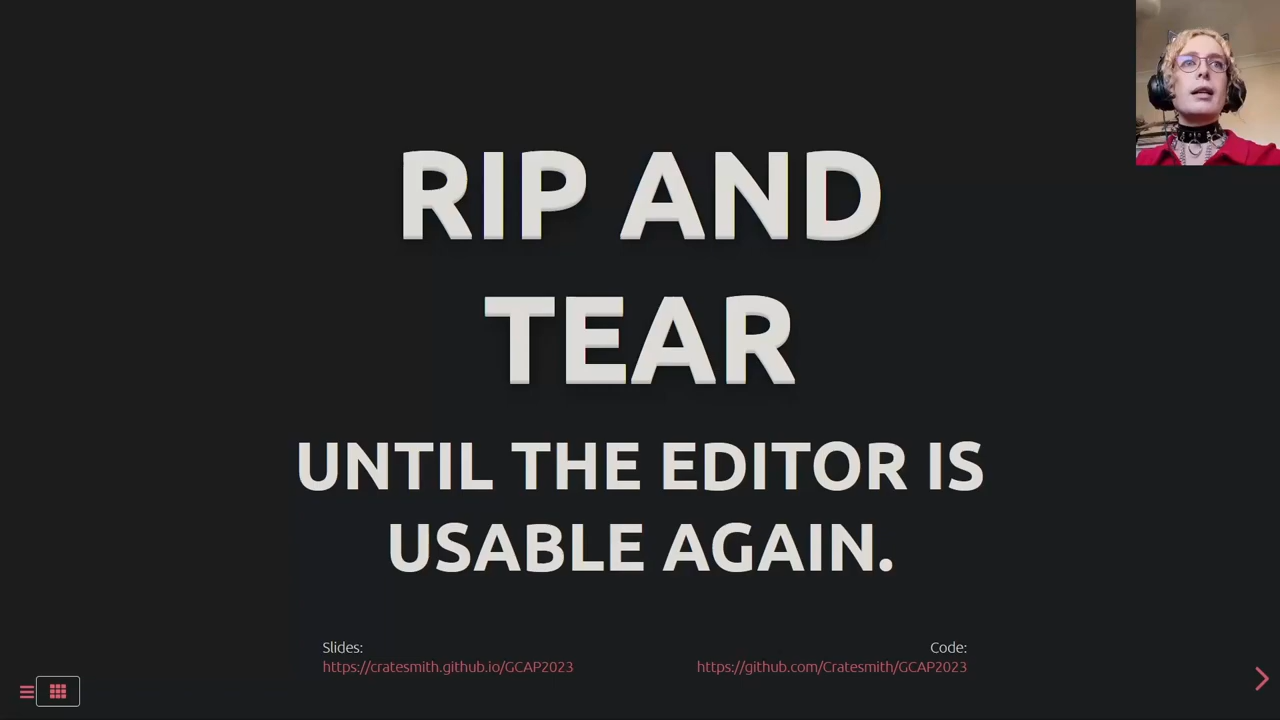 RIP AND
TEAR
UNTIL THE EDITOR IS
USABLE AGAIN.
Slides:
https://cratesmith.github.io/GCAP2023
Code:
https://github.com/Cratesmith/GCAP2023